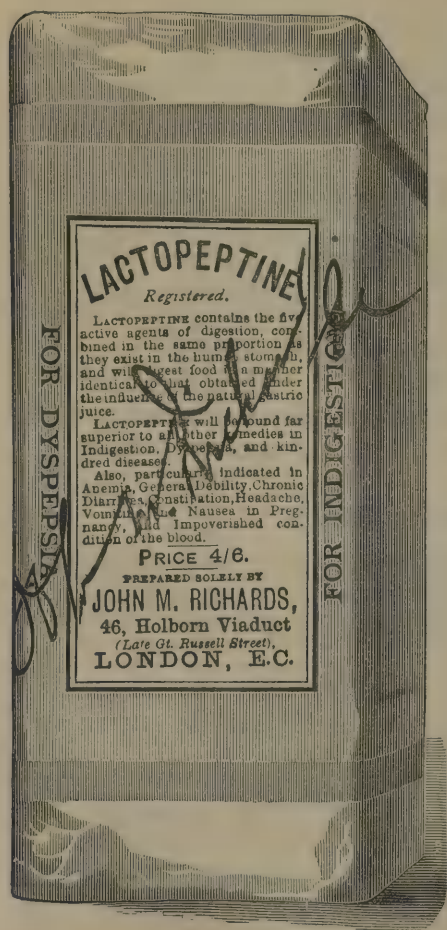 LACTOPEPTINE
Registered.
LACTOPEPTINE contains the five
active agents of digestion, com-
bined in the same proportion as
they exist in the human stomach,
and will digest food in a manner
identical to that obtained under
the influence of the natural gastric
juice.
LACTOPEPTINE will be found far
superior to all other remedies in
Indigestion, Dyspepsia, and kin-
dred diseases.
Also, particularly indicated in
Anemia, General Debility, Chronic
Diarrhœa, Constipation, Headache,
Vomiting and Nausea in Preg-
nancy, and Impoverished con-
dition of the blood.
PRICE 4/6.
PREPARED SOLELY BY
JOHN M. RICHARDS,
46, Holborn Viaduct
(Late Gt. Russell Street),
LONDON, E.C.
FOR DYSPEPSIA
FOR INDIGESTION
John M Richards